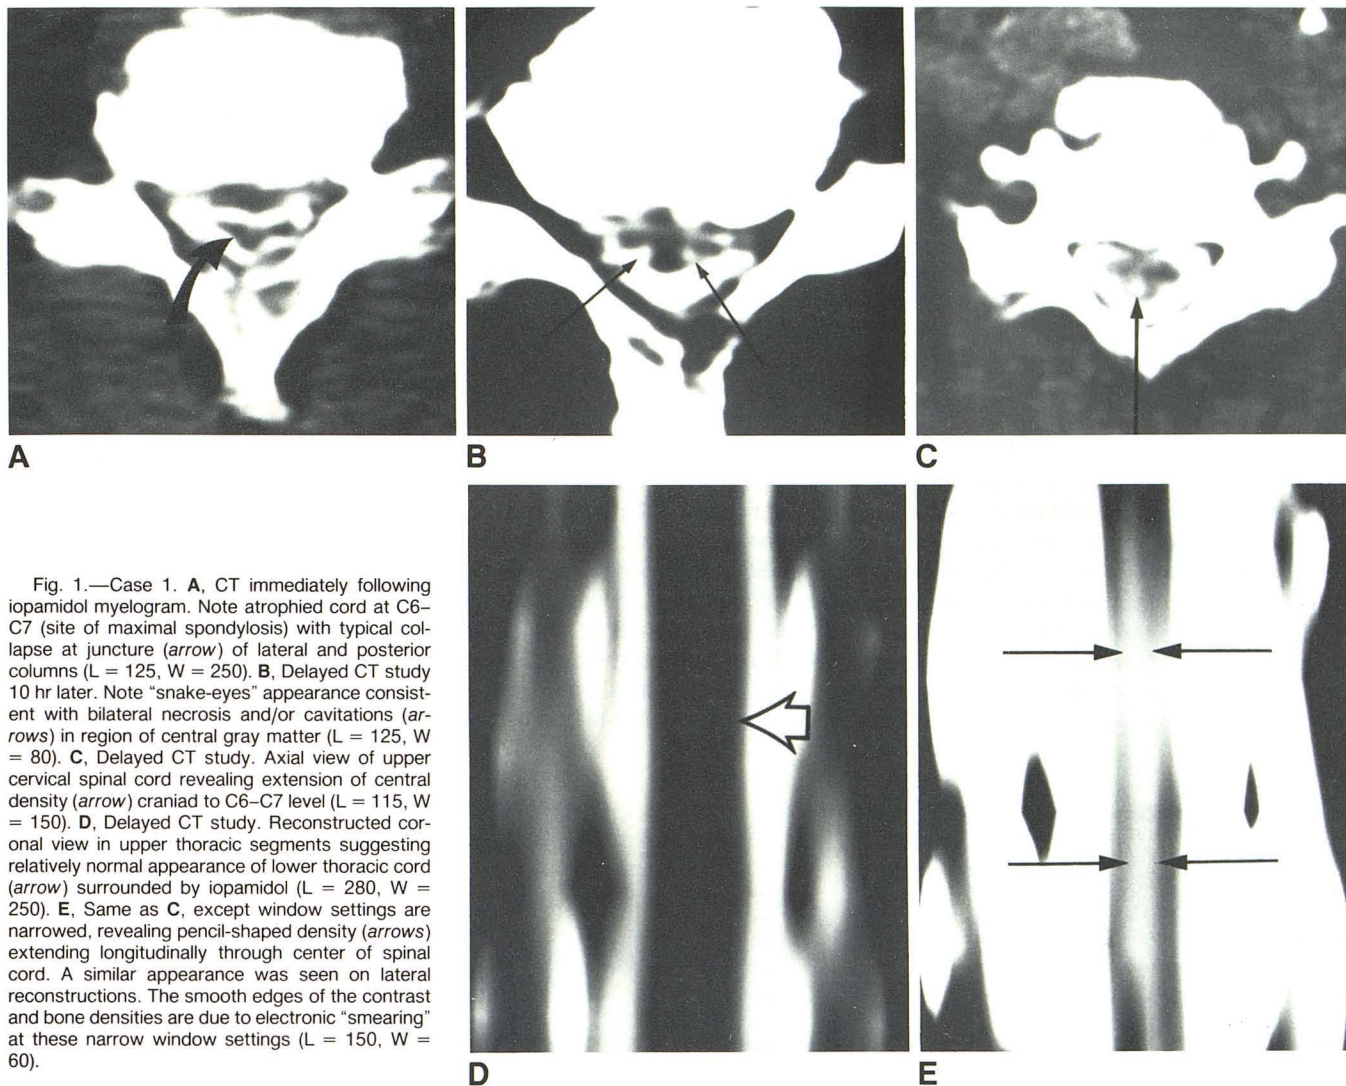 A
B
C
Fig. 1.—Case 1. A, CT immediately following
iopamidol myelogram. Note atrophied cord at C6–
C7 (site of maximal spondylosis) with typical col-
lapse at juncture (arrow) of lateral and posterior
columns (L = 125, W = 250). B, Delayed CT study
10 hr later. Note “snake-eyes” appearance consist-
ent with bilateral necrosis and/or cavitations (ar-
rows) in region of central gray matter (L = 125, W
= 80). C, Delayed CT study. Axial view of upper
cervical spinal cord revealing extension of central
density (arrow) craniad to C6–C7 level (L = 115, W
= 150). D, Delayed CT study. Reconstructed cor-
onal view in upper thoracic segments suggesting
relatively normal appearance of lower thoracic cord
(arrow) surrounded by iopamidol (L = 280, W =
250). E, Same as C, except window settings are
narrowed, revealing pencil-shaped density (arrows)
extending longitudinally through center of spinal
cord. A similar appearance was seen on lateral
reconstructions. The smooth edges of the contrast
and bone densities are due to electronic “smearing”
at these narrow window settings (L = 150, W =
60).
D
E